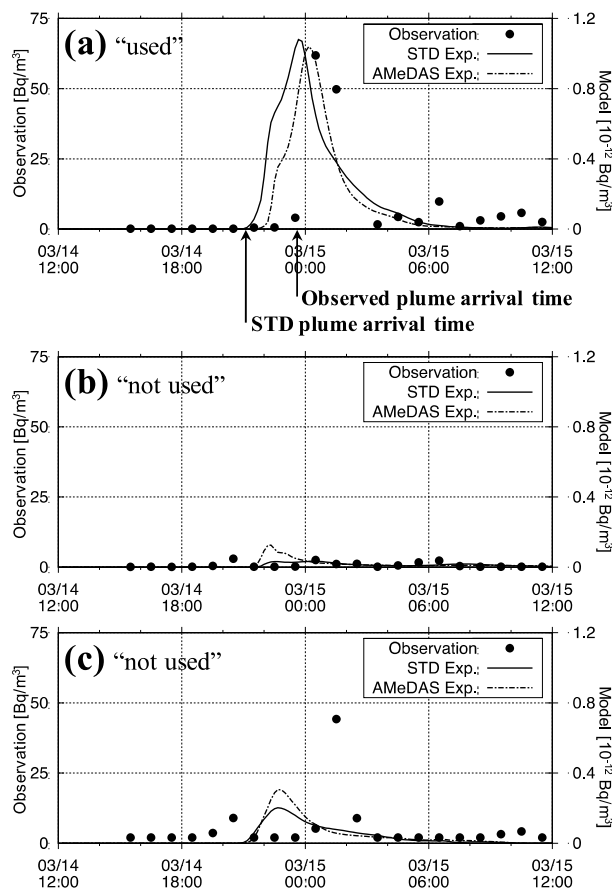 (a) “used”
Observation
STD Exp.
AMeDAS Exp.
Observation [Bq/m³]
75
50
25
0
Model [10⁻¹² Bq/m³]
1.2
0.8
0.4
0
03/14 12:00
03/14 18:00
03/15 00:00
03/15 06:00
03/15 12:00
Observed plume arrival time
STD plume arrival time
(b) “not used”
Observation
STD Exp.
AMeDAS Exp.
Observation [Bq/m³]
75
50
25
0
Model [10⁻¹² Bq/m³]
1.2
0.8
0.4
0
03/14 12:00
03/14 18:00
03/15 00:00
03/15 06:00
03/15 12:00
(c) “not used”
Observation
STD Exp.
AMeDAS Exp.
Observation [Bq/m³]
75
50
25
0
Model [10⁻¹² Bq/m³]
1.2
0.8
0.4
0
03/14 12:00
03/14 18:00
03/15 00:00
03/15 06:00
03/15 12:00